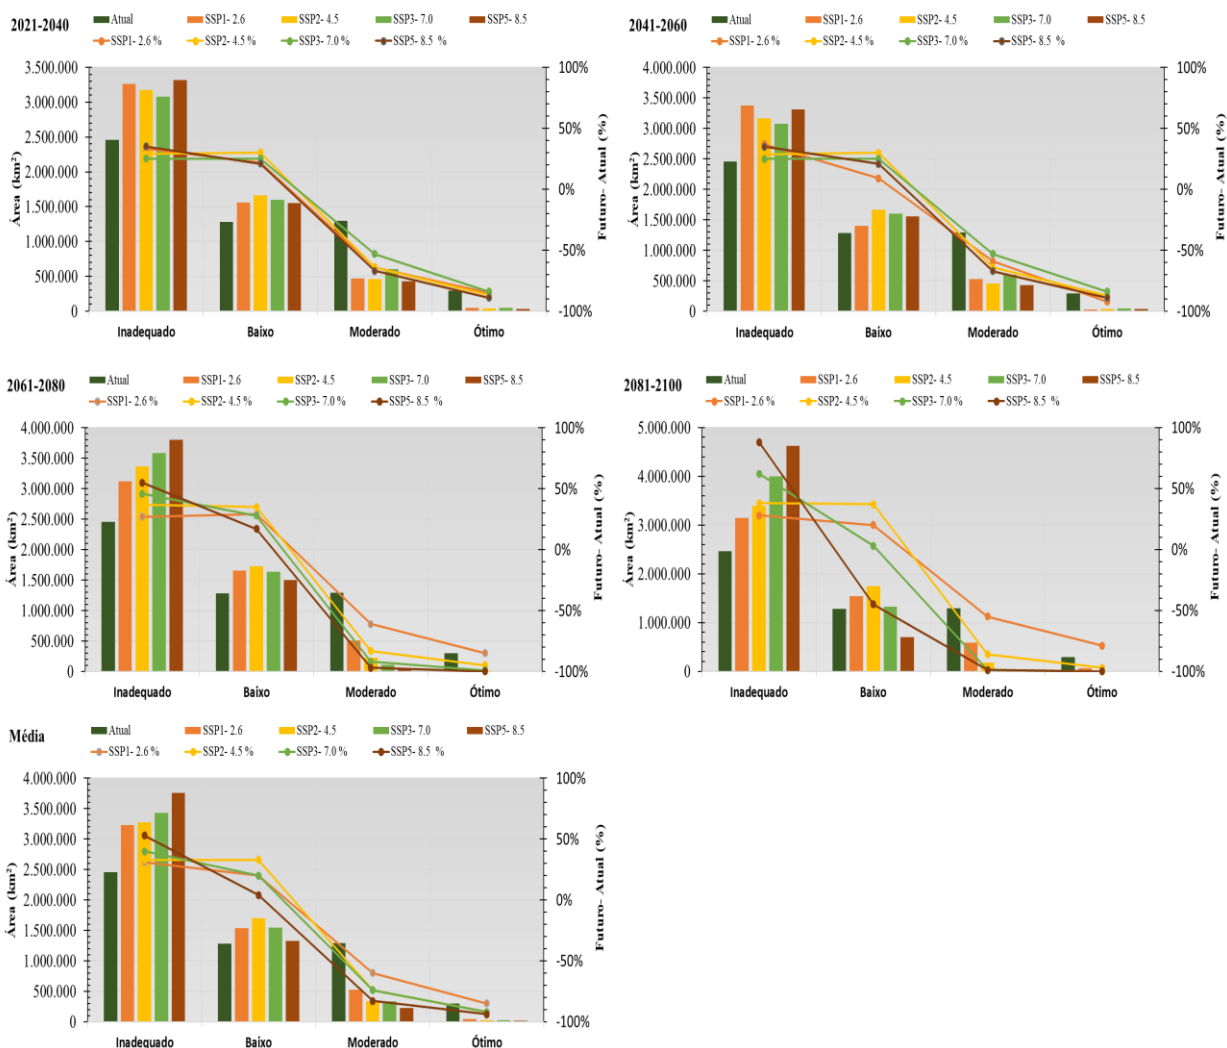 2021-2040
Atual SSP1- 2.6 SSP2- 4.5 SSP3- 7.0 SSP5- 8.5
SSP1- 2.6 % SSP2- 4.5 % SSP3- 7.0 % SSP5- 8.5 %
Área (km²)
3.500.000
3.000.000
2.500.000
2.000.000
1.500.000
1.000.000
500.000
0
100%
50%
0%
-50%
-100%
Futuro- Atual (%)
Inadequado Baixo Moderado Ótimo
2041-2060
Atual SSP1- 2.6 SSP2- 4.5 SSP3- 7.0 SSP5- 8.5
SSP1- 2.6 % SSP2- 4.5 % SSP3- 7.0 % SSP5- 8.5 %
Área (km²)
4.000.000
3.500.000
3.000.000
2.500.000
2.000.000
1.500.000
1.000.000
500.000
0
100%
50%
0%
-50%
-100%
Futuro- Atual (%)
Inadequado Baixo Moderado Ótimo
2061-2080
Atual SSP1- 2.6 SSP2- 4.5 SSP3- 7.0 SSP5- 8.5
SSP1- 2.6 % SSP2- 4.5 % SSP3- 7.0 % SSP5- 8.5 %
Área (km²)
4.000.000
3.500.000
3.000.000
2.500.000
2.000.000
1.500.000
1.000.000
500.000
0
100%
50%
0%
-50%
-100%
Futuro- Atual (%)
Inadequado Baixo Moderado Ótimo
2081-2100
Atual SSP1- 2.6 SSP2- 4.5 SSP3- 7.0 SSP5- 8.5
SSP1- 2.6 % SSP2- 4.5 % SSP3- 7.0 % SSP5- 8.5 %
Área (km²)
5.000.000
4.000.000
3.000.000
2.000.000
1.000.000
0
100%
50%
0%
-50%
-100%
Futuro- Atual (%)
Inadequado Baixo Moderado Ótimo
Média
Atual SSP1- 2.6 SSP2- 4.5 SSP3- 7.0 SSP5- 8.5
SSP1- 2.6 % SSP2- 4.5 % SSP3- 7.0 % SSP5- 8.5 %
Área (km²)
4.000.000
3.500.000
3.000.000
2.500.000
2.000.000
1.500.000
1.000.000
500.000
0
100%
50%
0%
-50%
-100%
Futuro- Atual (%)
Inadequado Baixo Moderado Ótimo